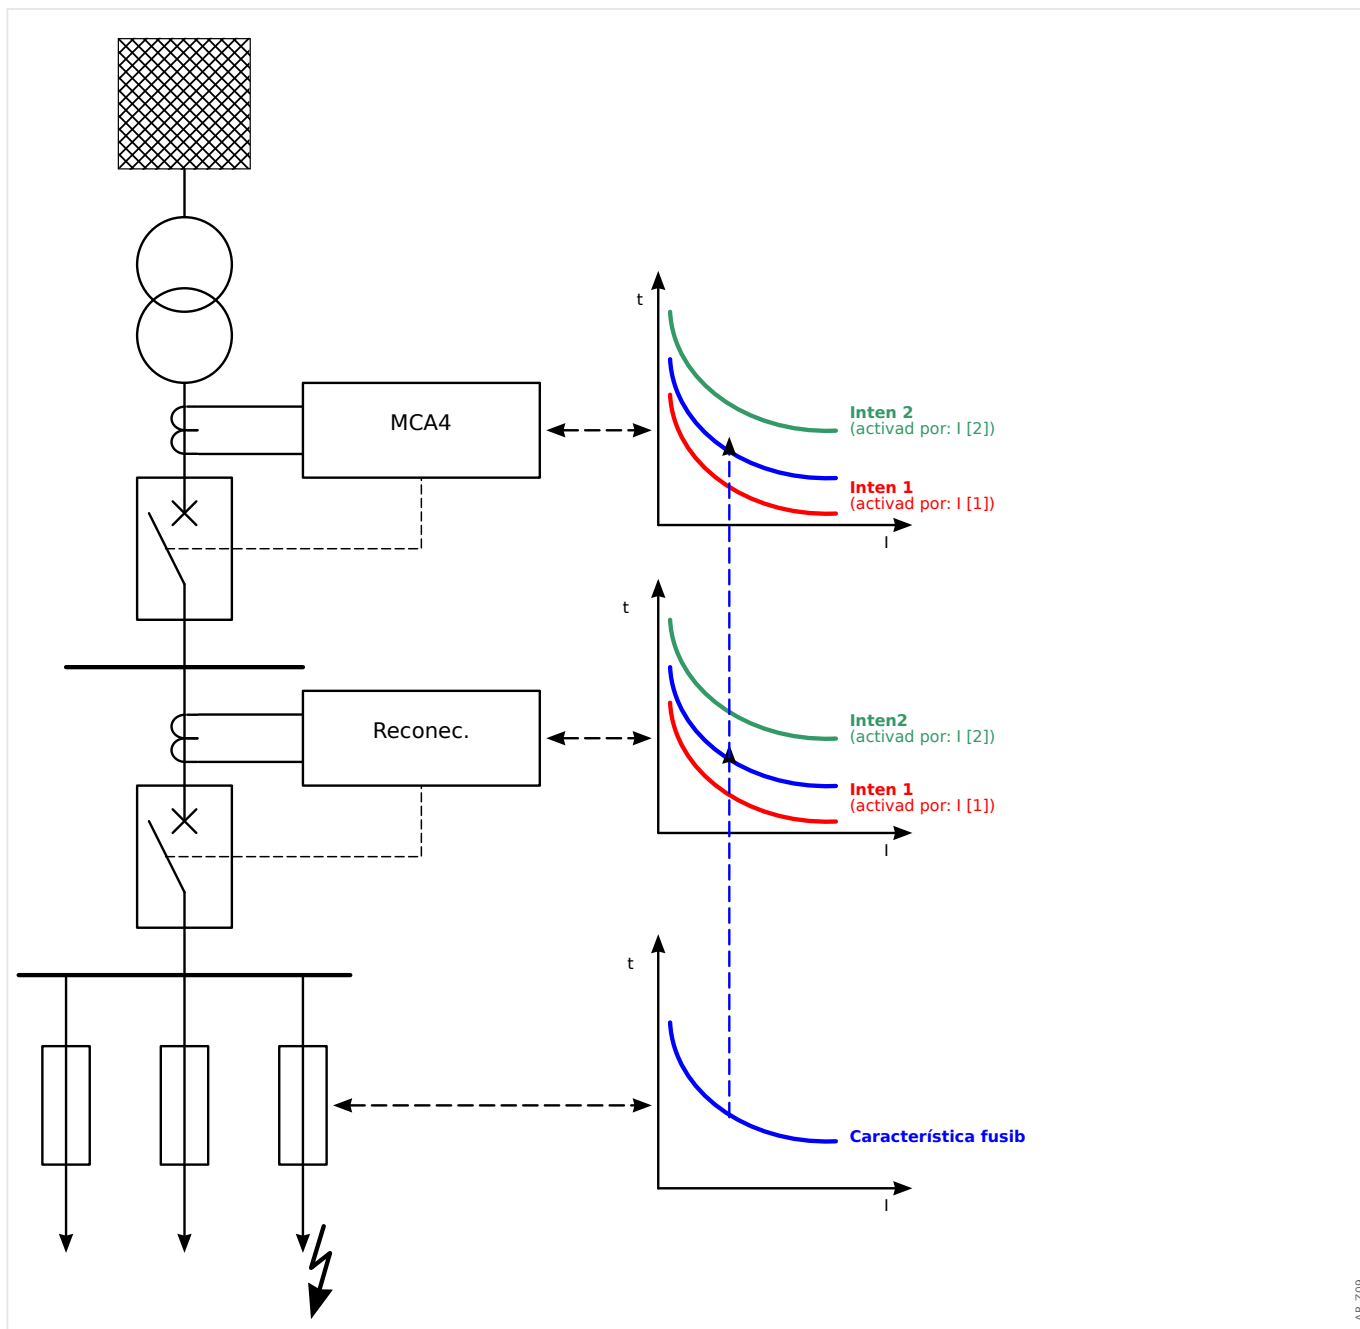 t
MCA4
Inten 2
(activad por: I [2])
Inten 1
(activad por: I [1])
I
t
Reconec.
Inten2
(activad por: I [2])
Inten 1
(activad por: I [1])
I
t
Característica fusib
I